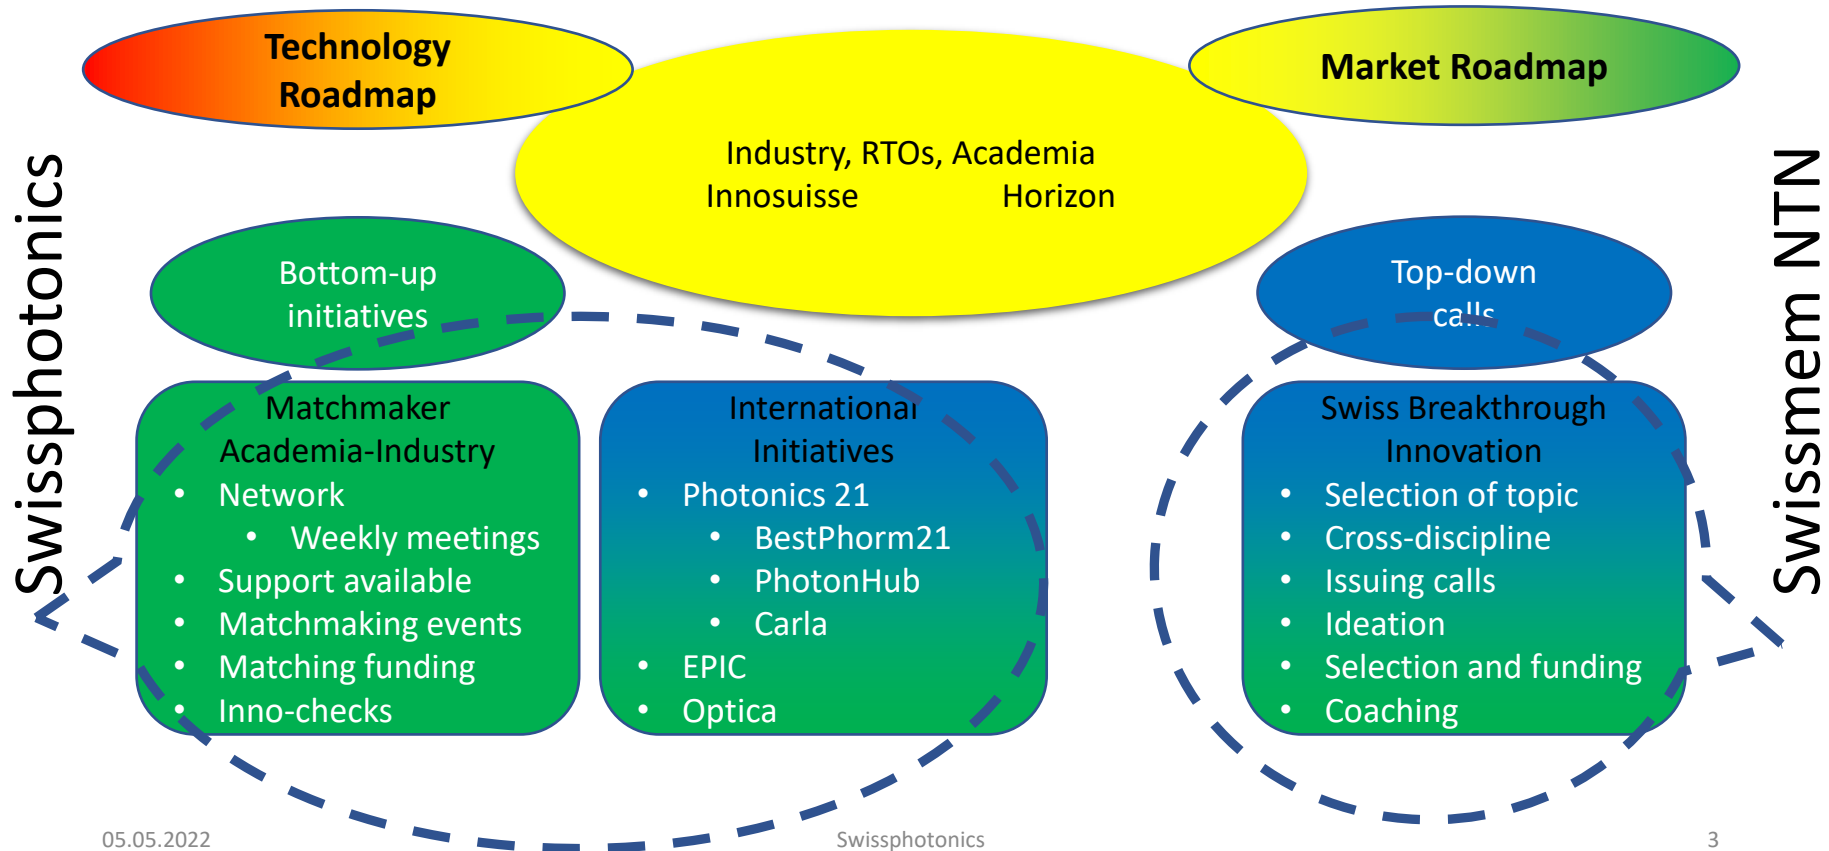 Technology
Roadmap
Market Roadmap
Industry, RTOs, Academia
Innosuisse Horizon
Swissphotonics
Swissmem NTN
Bottom-up
initiatives
Top-down
calls
Matchmaker
Academia-Industry
• Network
• Weekly meetings
• Support available
• Matchmaking events
• Matching funding
• Inno-checks
International
Initiatives
• Photonics 21
• BestPhorm21
• PhotonHub
• Carla
• EPIC
• Optica
Swiss Breakthrough
Innovation
• Selection of topic
• Cross-discipline
• Issuing calls
• Ideation
• Selection and funding
• Coaching
05.05.2022
Swissphotonics
3